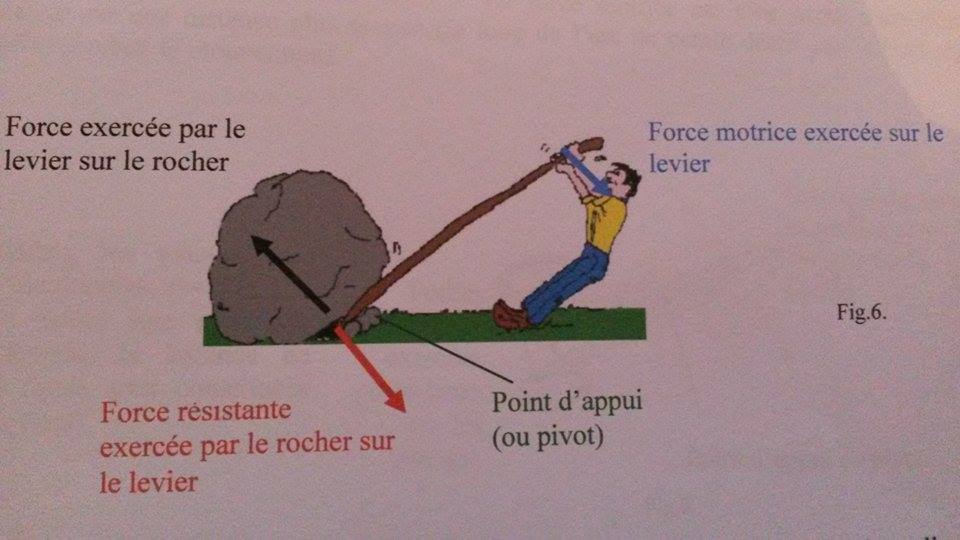 Force exercée par le
levier sur le rocher
Force motrice exercée sur le
levier
Fig.6.
Point d'appui
(ou pivot)
Force résistante
exercée par le rocher sur
le levier